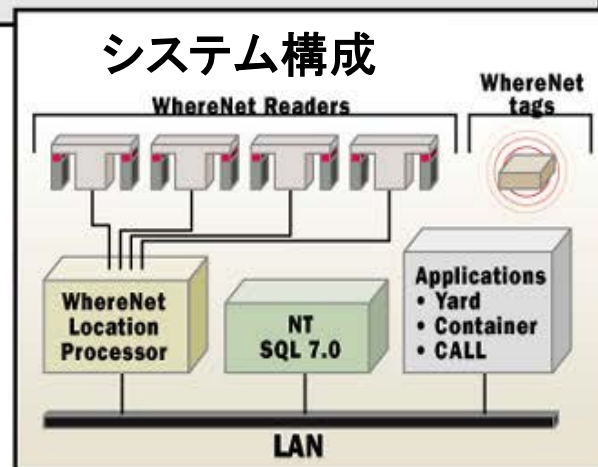 システム構成
WhereNet Readers
WhereNet
tags
WhereNet
Location
Processor
NT
SQL 7.0
Applications
• Yard
• Container
• CALL
LAN